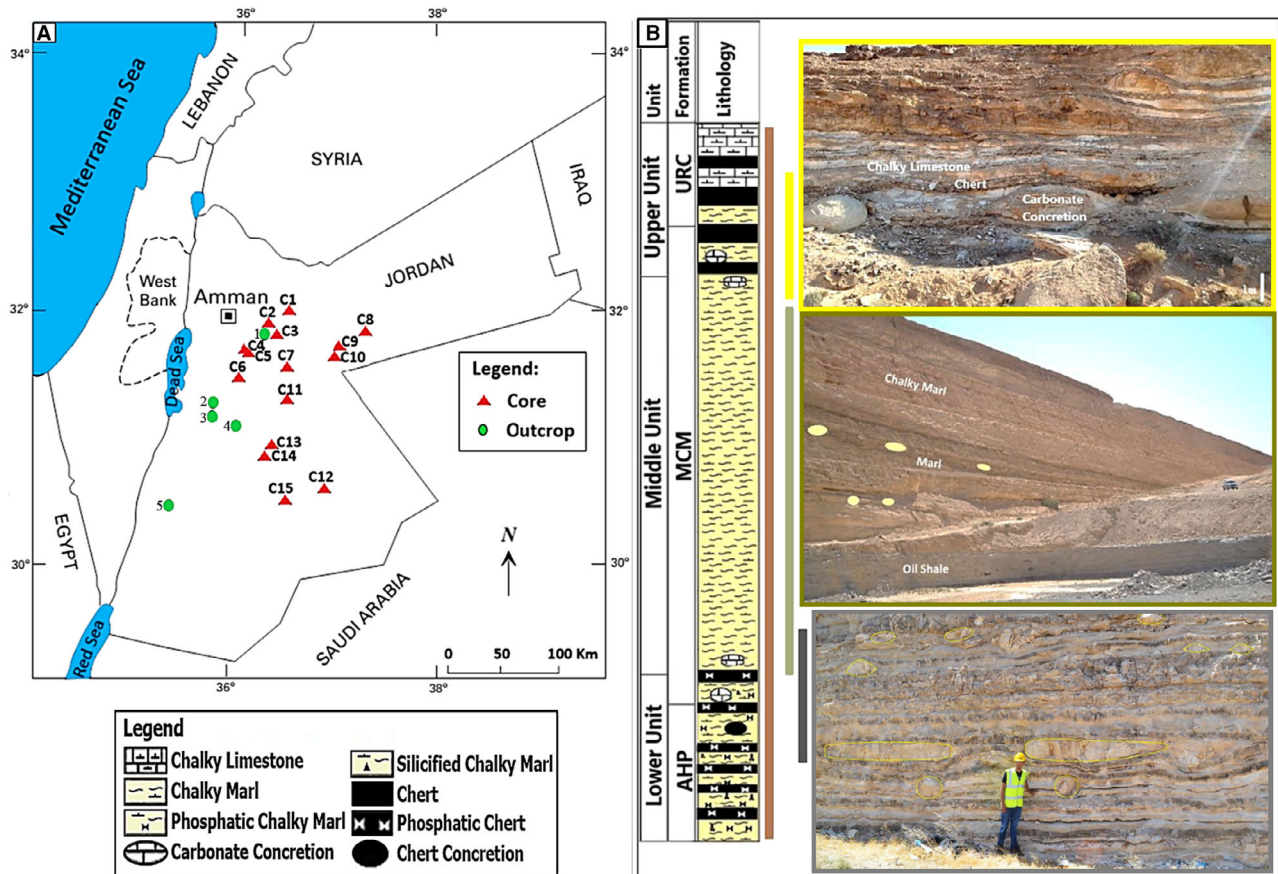 A
36°
38°
34°
34°
Mediterranean Sea
LEBANON
SYRIA
IRAQ
JORDAN
West
Bank
Amman
32°
32°
C1
C2
1
C3
C8
C4
C5
C9
C10
C6
C7
Dead Sea
2
C11
3
4
C13
C14
C12
C15
5
EGYPT
30°
30°
N
SAUDI ARABIA
Red Sea
0 50 100 Km
36°
38°
Legend:
Core
Outcrop
Legend
Chalky Limestone
Chalky Marl
Phosphatic Chalky Marl
Carbonate Concretion
Silicified Chalky Marl
Chert
Phosphatic Chert
Chert Concretion
B
Unit
Formation
Lithology
Upper Unit
URC
Middle Unit
MCM
Lower Unit
AHP
Chalky Limestone
Chert
Carbonate
Concretion
1m
Chalky Marl
Marl
Oil Shale